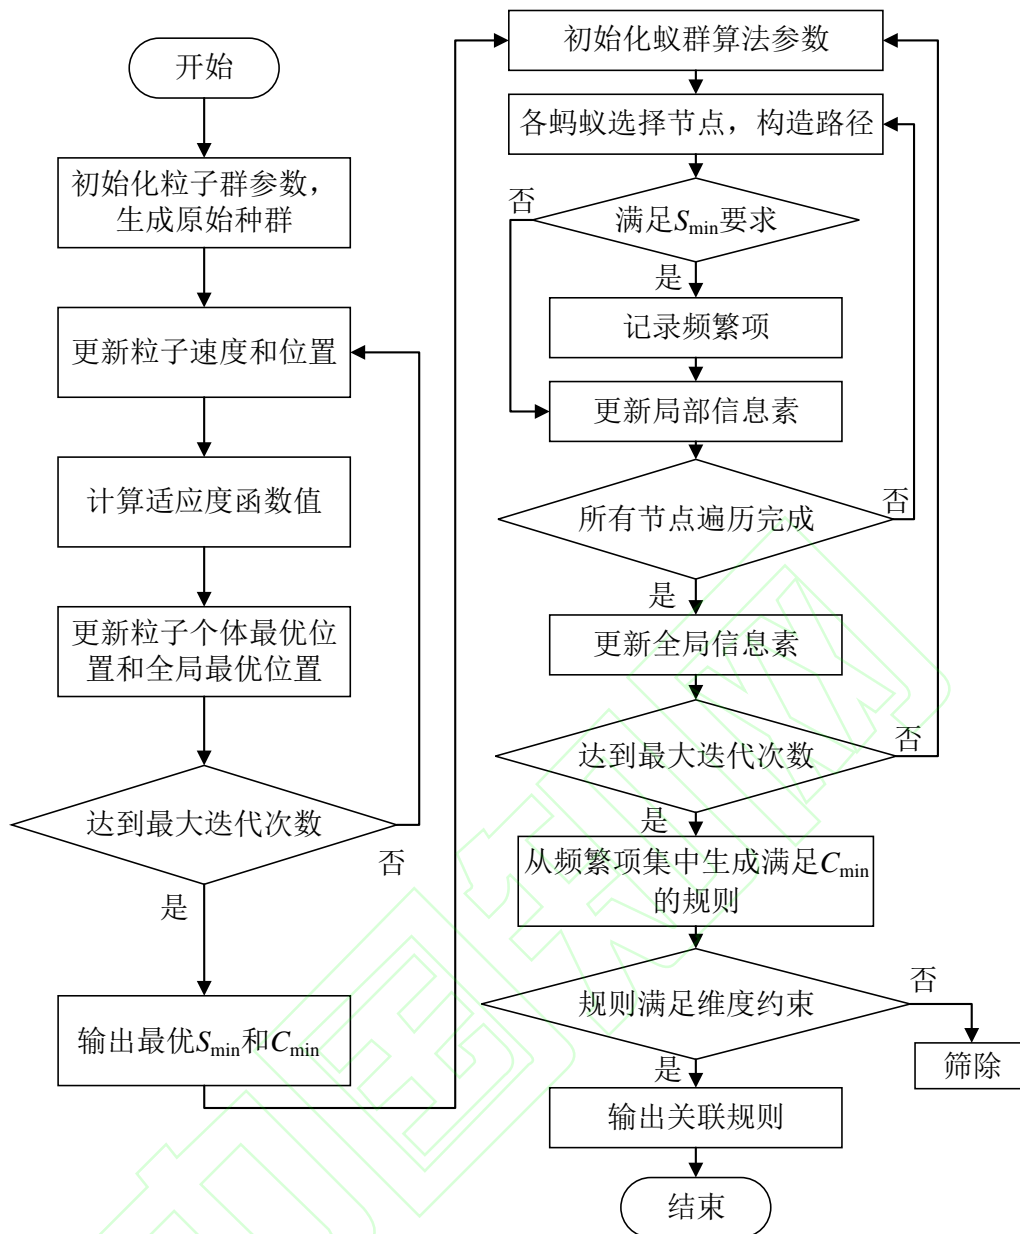 开始
初始化粒子群参数，
生成原始种群
更新粒子速度和位置
计算适应度函数值
更新粒子个体最优位
置和全局最优位置
达到最大迭代次数
否
是
输出最优Smin和Cmin
初始化蚁群算法参数
各蚂蚁选择节点，构造路径
满足Smin要求
否
是
记录频繁项
更新局部信息素
所有节点遍历完成
否
是
更新全局信息素
达到最大迭代次数
否
是
从频繁项集中生成满足Cmin
的规则
规则满足维度约束
否
筛除
是
输出关联规则
结束
中国知网